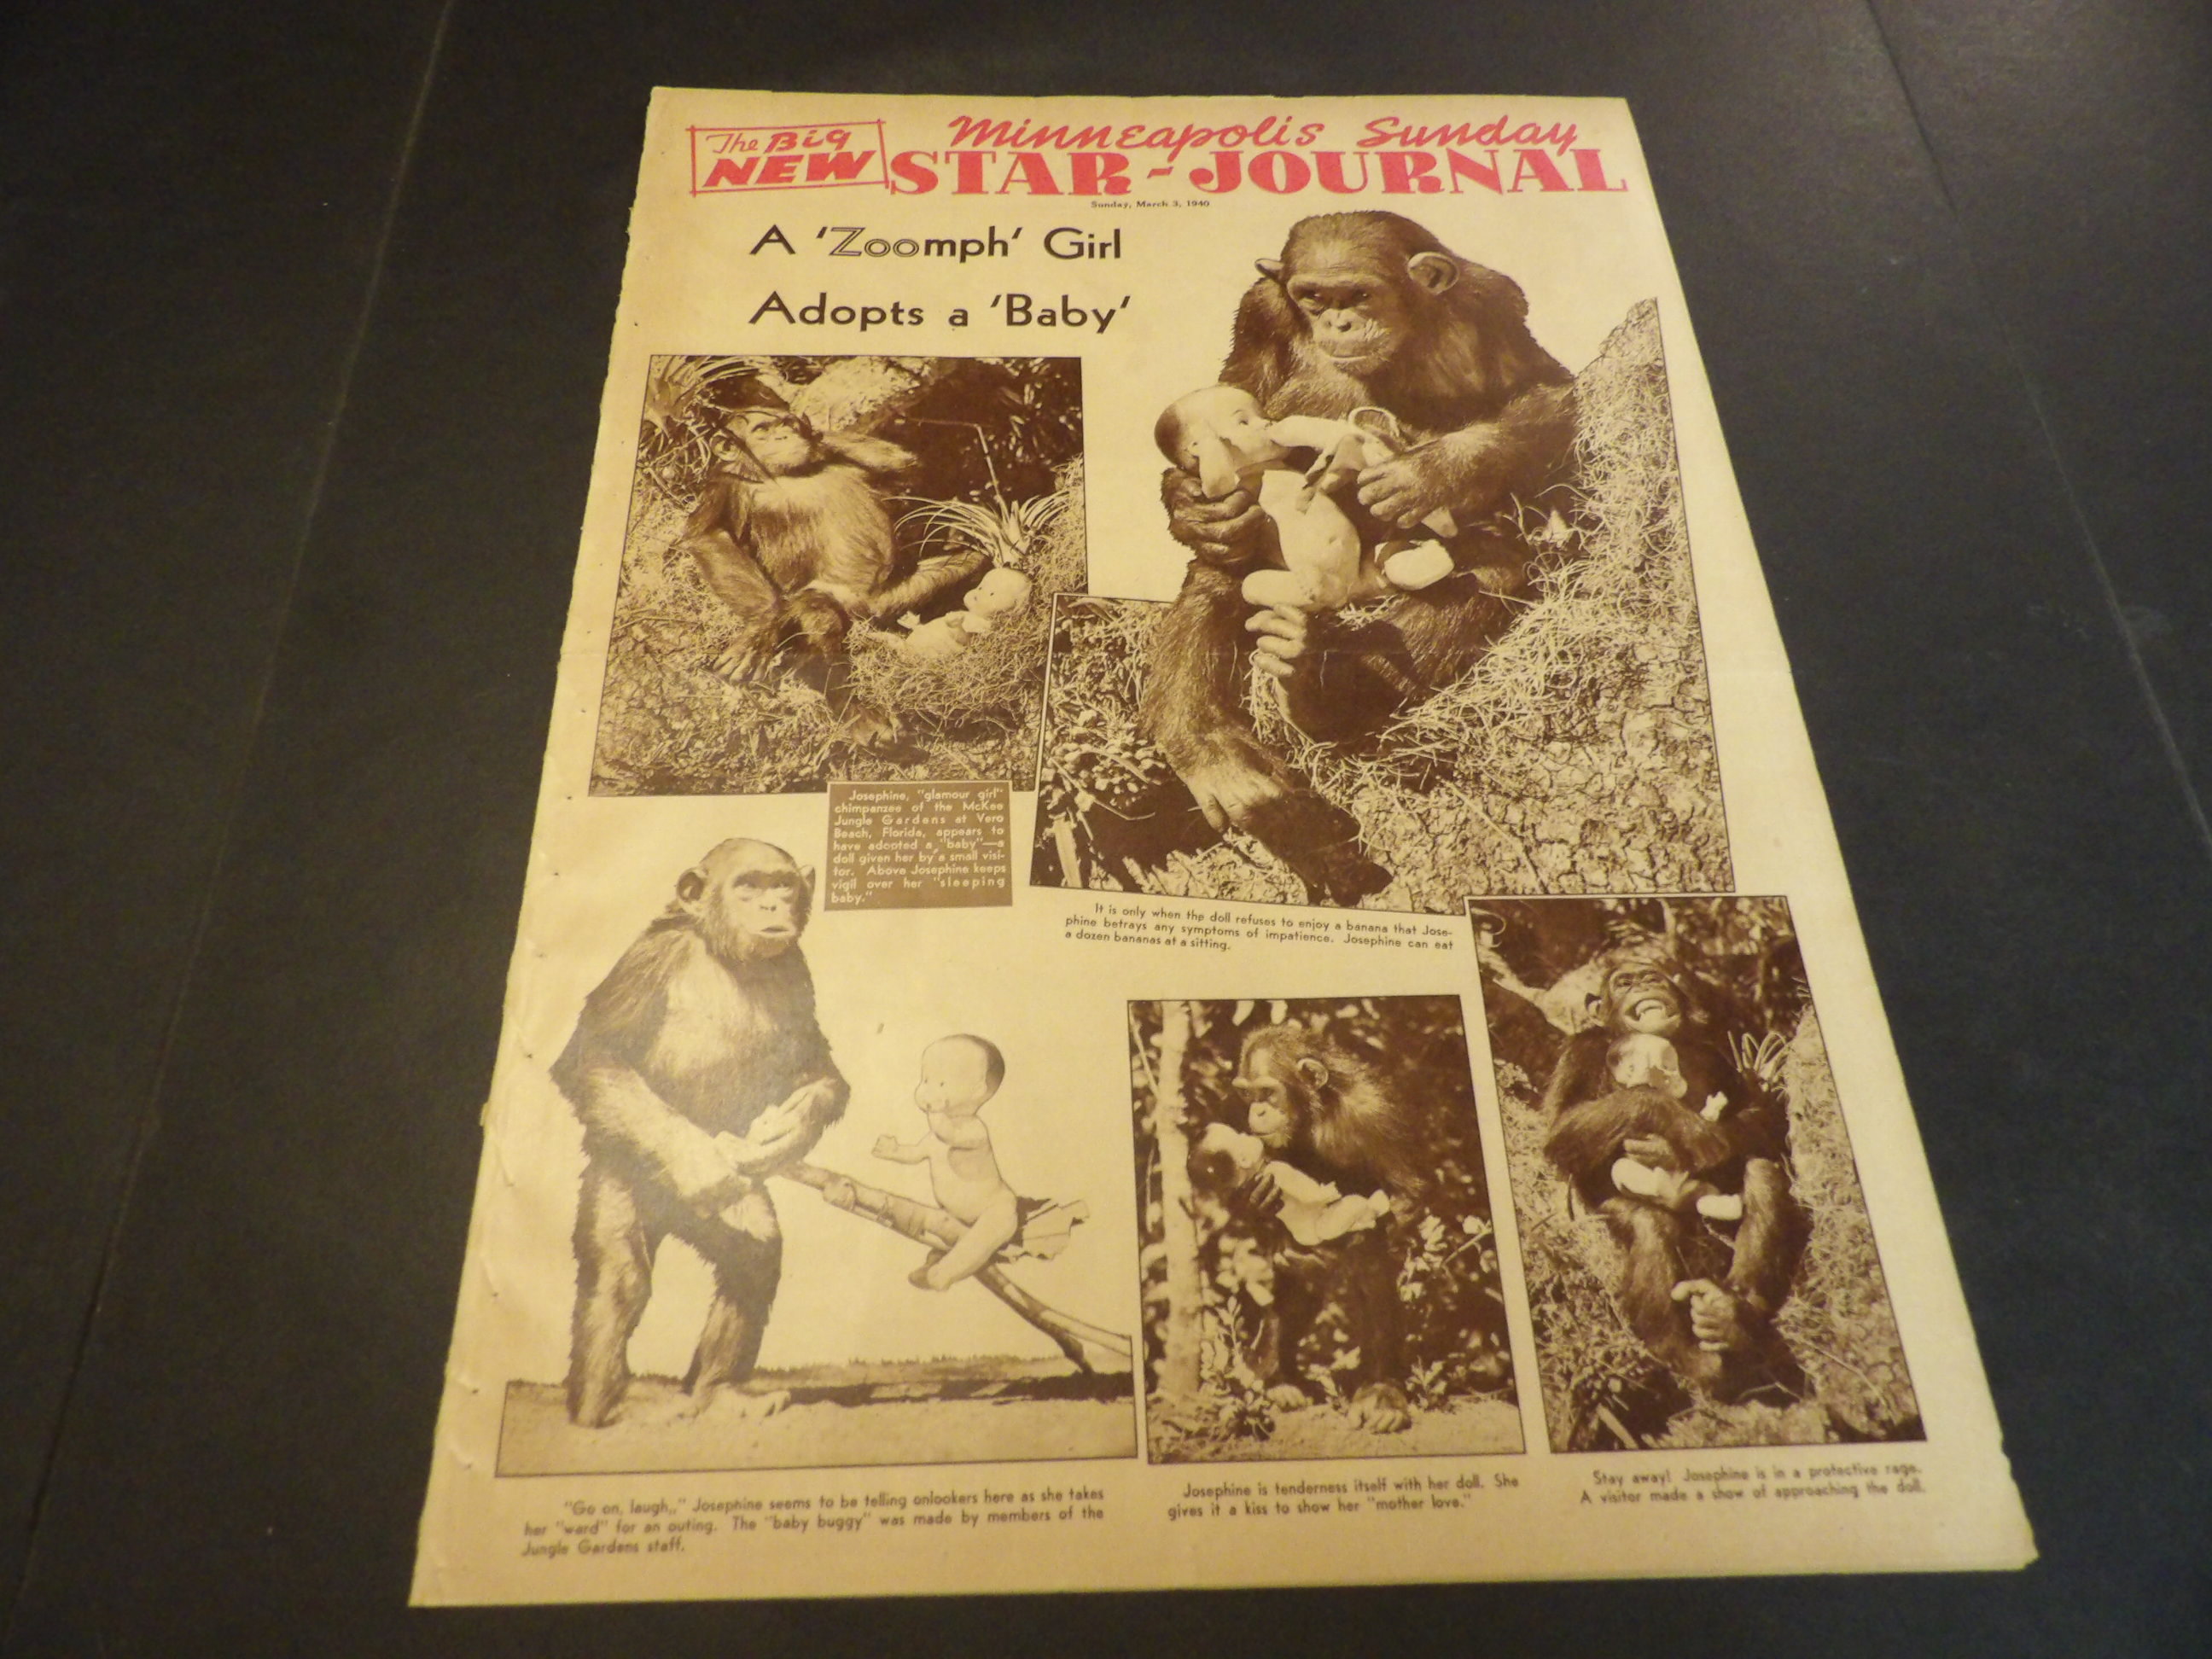 The Big
NEW
Minneapolis Sunday
STAR-JOURNAL
Sunday, March 3, 1940
A 'Zoomph' Girl
Adopts a 'Baby'
Josephine, "glamour girl"
chimpanzee of the McKee
Jungle Gardens at Vero
Beach, Florida, appears to
have adopted a "baby"—a
doll given her by a small visi-
tor. Above Josephine keeps
vigil over her "sleeping
baby."
It is only when the doll refuses to enjoy a banana that Jose-
phine betrays any symptoms of impatience. Josephine can eat
a dozen bananas at a sitting.
"Go on, laugh,," Josephine seems to be telling onlookers here as she takes
her "ward" for an outing. The "baby buggy" was made by members of the
Jungle Gardens staff.
Josephine is tenderness itself with her doll. She
gives it a kiss to show her "mother love."
Stay away! Josephine is in a protective rage.
A visitor made a show of approaching the doll.